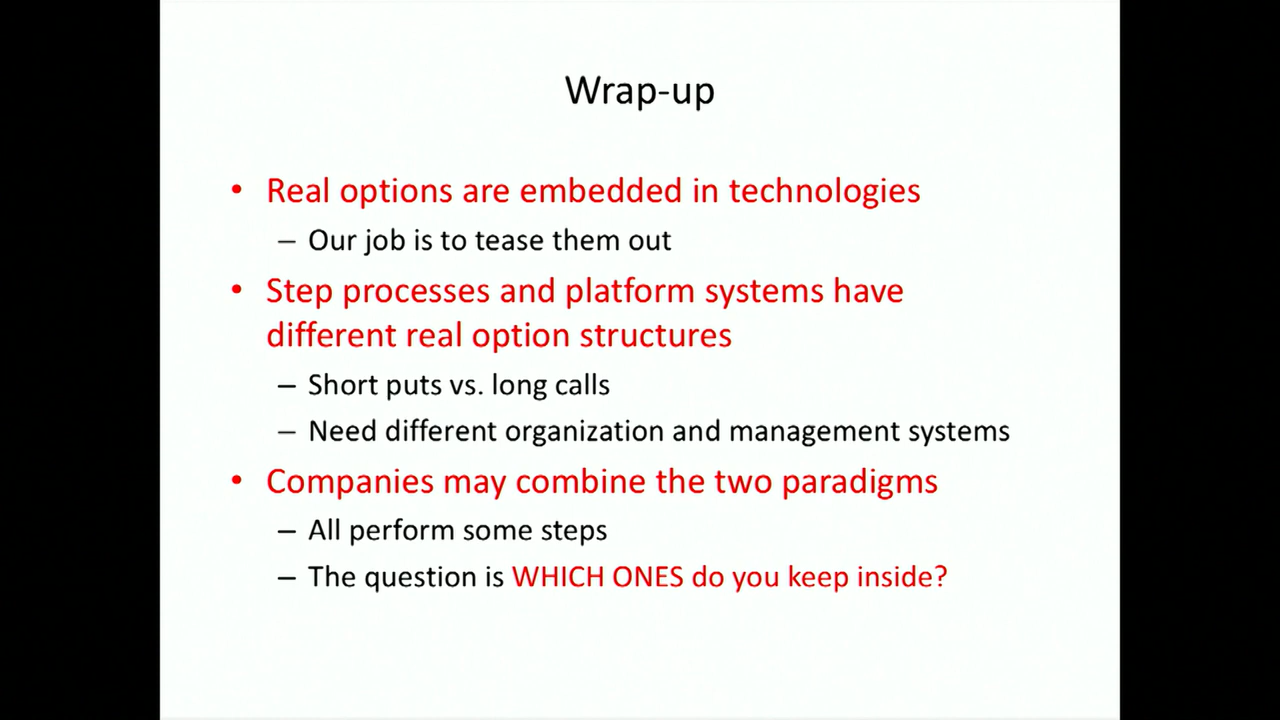 Wrap-up
• Real options are embedded in technologies
– Our job is to tease them out
• Step processes and platform systems have
different real option structures
– Short puts vs. long calls
– Need different organization and management systems
• Companies may combine the two paradigms
– All perform some steps
– The question is WHICH ONES do you keep inside?